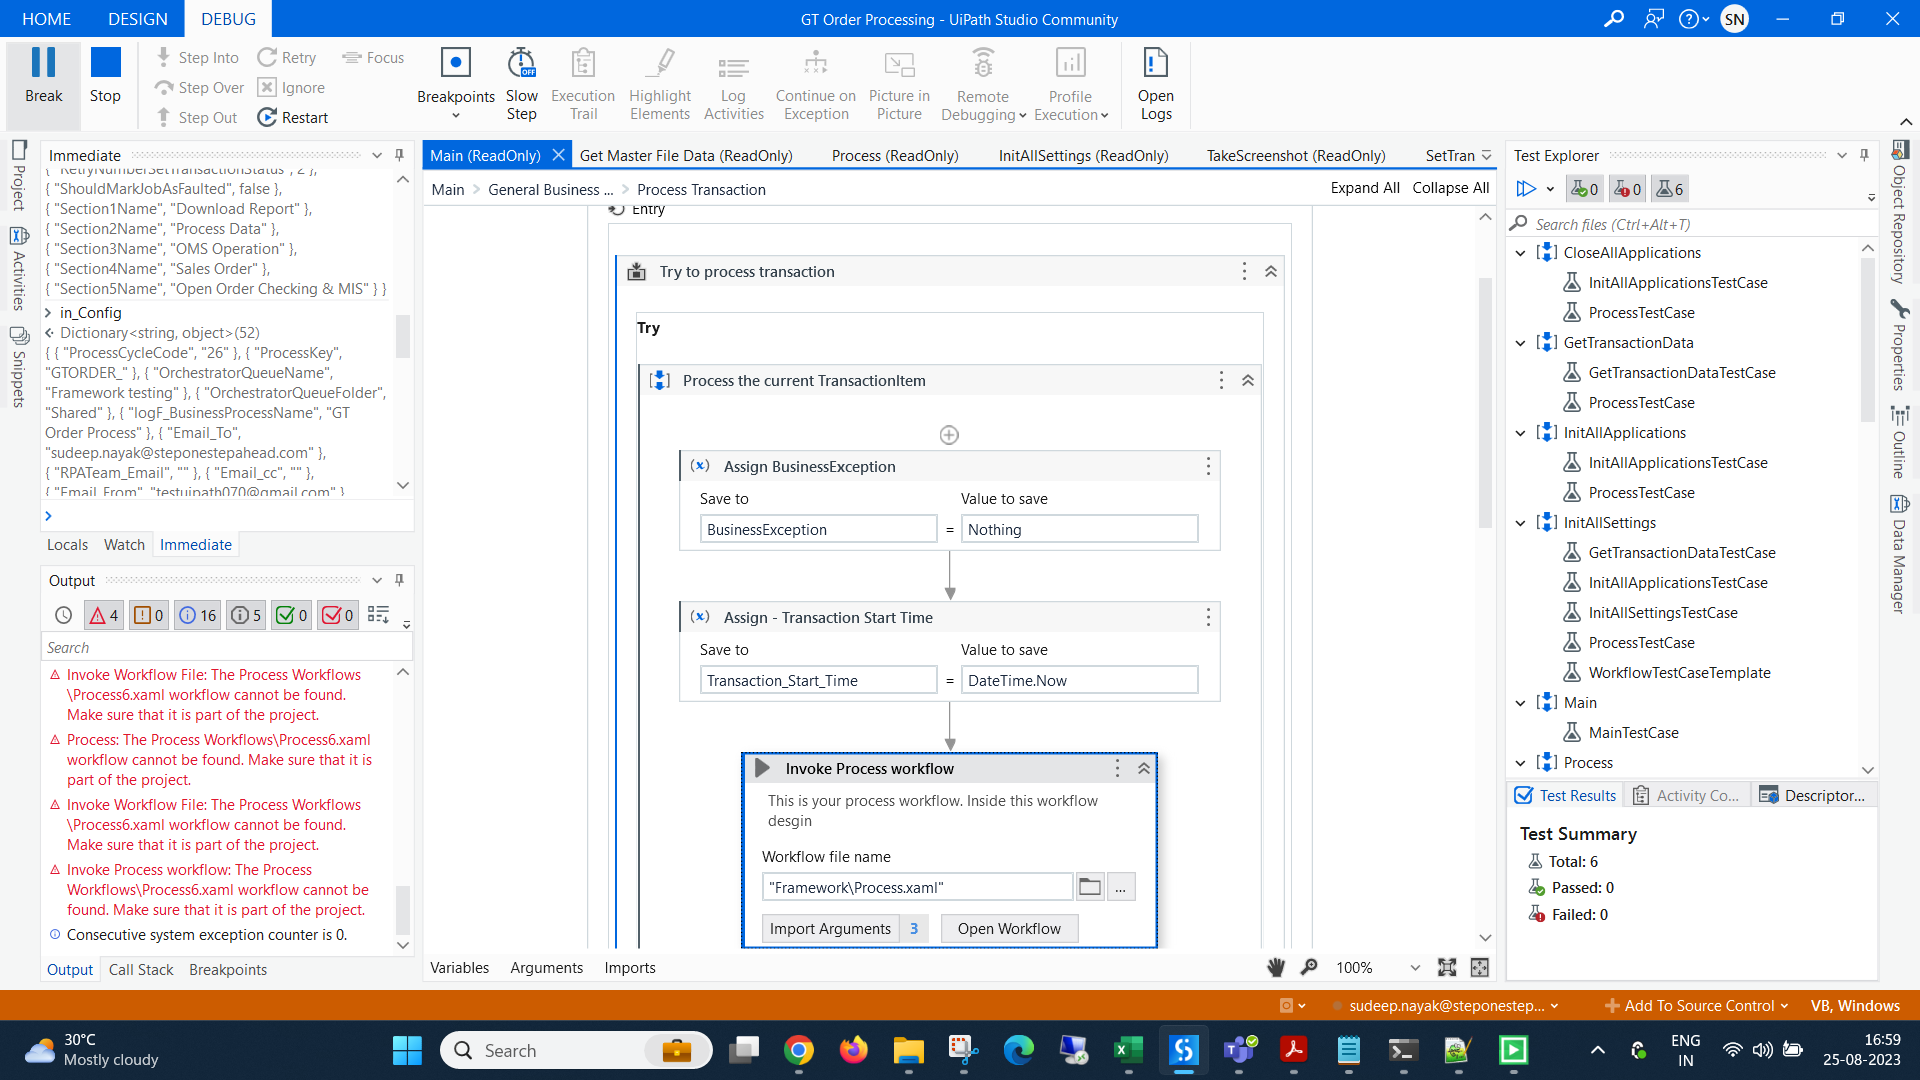 HOME DESIGN DEBUG
GT Order Processing - UiPath Studio Community
SN
Break
Stop
Step Into
Step Over
Step Out
Retry
Ignore
Restart
Focus
Breakpoints
Slow Step
OFF
Execution Trail
Highlight Elements
Log Activities
Continue on Exception
Picture in Picture
Remote Debugging
Profile Execution
Open Logs
Project
Activities
Snippets
Immediate
{ "RetryNumberSetTransactionStatus", 2 },
{ "ShouldMarkJobAsFaulted", false },
{ "Section1Name", "Download Report" },
{ "Section2Name", "Process Data" },
{ "Section3Name", "OMS Operation" },
{ "Section4Name", "Sales Order" },
{ "Section5Name", "Open Order Checking & MIS" } }
in_Config
Dictionary<string, object>(52)
{ { "ProcessCycleCode", "26" }, { "ProcessKey",
"GTORDER_" }, { "OrchestratorQueueName",
"Framework testing" }, { "OrchestratorQueueFolder",
"Shared" }, { "logF_BusinessProcessName", "GT
Order Process" }, { "Email_To",
"sudeep.nayak@steponestepahead.com" },
{ "RPATeam_Email", "" }, { "Email_cc", "" },
{ "Email_From", "testuipath070@gmail.com" }
Locals Watch Immediate
Output
4 0 16 5 0 0
Search
Invoke Workflow File: The Process Workflows
\Process6.xaml workflow cannot be found.
Make sure that it is part of the project.
Process: The Process Workflows\Process6.xaml
workflow cannot be found. Make sure that it is
part of the project.
Invoke Workflow File: The Process Workflows
\Process6.xaml workflow cannot be found.
Make sure that it is part of the project.
Invoke Process workflow: The Process
Workflows\Process6.xaml workflow cannot be
found. Make sure that it is part of the project.
Consecutive system exception counter is 0.
Output Call Stack Breakpoints
Main (ReadOnly) Get Master File Data (ReadOnly) Process (ReadOnly) InitAllSettings (ReadOnly) TakeScreenshot (ReadOnly) SetTran
Main > General Business ... > Process Transaction
Expand All Collapse All
Entry
Try to process transaction
Try
Process the current TransactionItem
Assign BusinessException
Save to Value to save
BusinessException = Nothing
Assign - Transaction Start Time
Save to Value to save
Transaction_Start_Time = DateTime.Now
Invoke Process workflow
This is your process workflow. Inside this workflow
desgin
Workflow file name
"Framework\Process.xaml"
...
Import Arguments 3 Open Workflow
Variables Arguments Imports
100%
Test Explorer
0 0 6
Search files (Ctrl+Alt+T)
CloseAllApplications
InitAllApplicationsTestCase
ProcessTestCase
GetTransactionData
GetTransactionDataTestCase
ProcessTestCase
InitAllApplications
InitAllApplicationsTestCase
ProcessTestCase
InitAllSettings
GetTransactionDataTestCase
InitAllApplicationsTestCase
InitAllSettingsTestCase
ProcessTestCase
WorkflowTestCaseTemplate
Main
MainTestCase
Process
Test Results Activity Co... Descriptor...
Test Summary
Total: 6
Passed: 0
Failed: 0
Object Repository
Properties
Outline
Data Manager
sudeep.nayak@steponestep... Add To Source Control VB, Windows
30°C
Mostly cloudy
Search
ENG
IN
16:59
25-08-2023